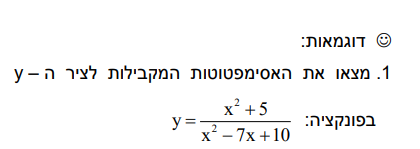 ☺ דוגמאות:
1. מצאו את האסימפטוטות המקבילות לציר ה – y
בפונקציה: y = (x² + 5) / (x² − 7x + 10)